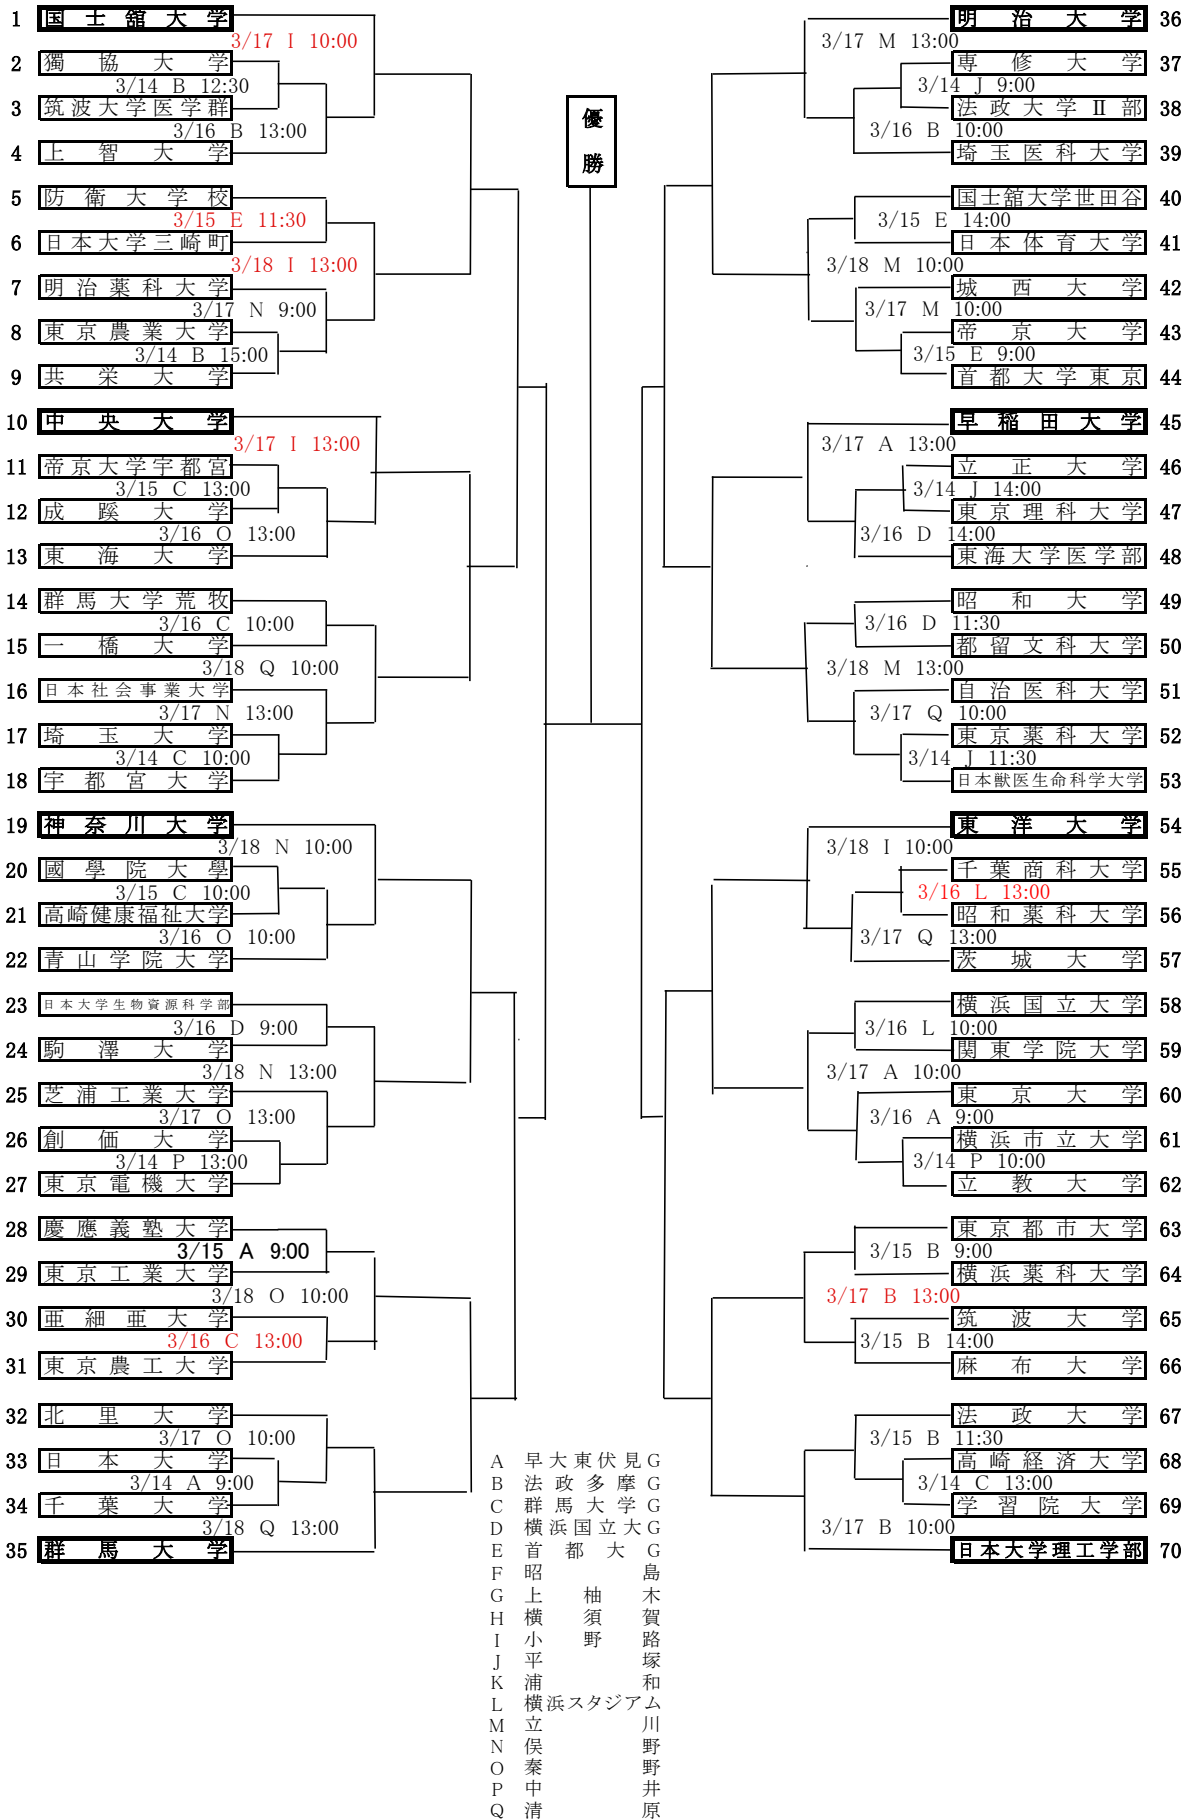 1 国士舘大学
3/17 I 10:00
2 獨協大学
3/14 B 12:30
3 筑波大学医学群
3/16 B 13:00
4 上智大学
5 防衛大学校
3/15 E 11:30
6 日本大学三崎町
3/18 I 13:00
7 明治薬科大学
3/17 N 9:00
8 東京農業大学
3/14 B 15:00
9 共栄大学
10 中央大学
3/17 I 13:00
11 帝京大学宇都宮
3/15 C 13:00
12 成蹊大学
3/16 O 13:00
13 東海大学
14 群馬大学荒牧
3/16 C 10:00
15 一橋大学
3/18 Q 10:00
16 日本社会事業大学
3/17 N 13:00
17 埼玉大学
3/14 C 10:00
18 宇都宮大学
19 神奈川大学
3/18 N 10:00
20 國學院大學
3/15 C 10:00
21 高崎健康福祉大学
3/16 O 10:00
22 青山学院大学
23 日本大学生物資源科学部
3/16 D 9:00
24 駒澤大学
3/18 N 13:00
25 芝浦工業大学
3/17 O 13:00
26 創価大学
3/14 P 13:00
27 東京電機大学
28 慶應義塾大学
3/15 A 9:00
29 東京工業大学
3/18 O 10:00
30 亜細亜大学
3/16 C 13:00
31 東京農工大学
32 北里大学
3/17 O 10:00
33 日本大学
3/14 A 9:00
34 千葉大学
3/18 Q 13:00
35 群馬大学
優勝
明治大学 36
3/17 M 13:00
専修大学 37
3/14 J 9:00
法政大学Ⅱ部 38
3/16 B 10:00
埼玉医科大学 39
国士舘大学世田谷 40
3/15 E 14:00
日本体育大学 41
3/18 M 10:00
城西大学 42
3/17 M 10:00
帝京大学 43
3/15 E 9:00
首都大学東京 44
早稲田大学 45
3/17 A 13:00
立正大学 46
3/14 J 14:00
東京理科大学 47
3/16 D 14:00
東海大学医学部 48
昭和大学 49
3/16 D 11:30
都留文科大学 50
3/18 M 13:00
自治医科大学 51
3/17 Q 10:00
東京薬科大学 52
3/14 J 11:30
日本獣医生命科学大学 53
東洋大学 54
3/18 I 10:00
千葉商科大学 55
3/16 L 13:00
昭和薬科大学 56
3/17 Q 13:00
茨城大学 57
横浜国立大学 58
3/16 L 10:00
関東学院大学 59
3/17 A 10:00
東京大学 60
3/16 A 9:00
横浜市立大学 61
3/14 P 10:00
立教大学 62
東京都市大学 63
3/15 B 9:00
横浜薬科大学 64
3/17 B 13:00
筑波大学 65
3/15 B 14:00
麻布大学 66
法政大学 67
3/15 B 11:30
高崎経済大学 68
3/14 C 13:00
学習院大学 69
3/17 B 10:00
日本大学理工学部 70
A 早大東伏見G
B 法政多摩G
C 群馬大学G
D 横浜国立大G
E 首都大G
F 昭島
G 上柚木
H 横須賀
I 小野路
J 平塚
K 浦和
L 横浜スタジアム
M 立川
N 俣野
O 秦野
P 中井
Q 清原